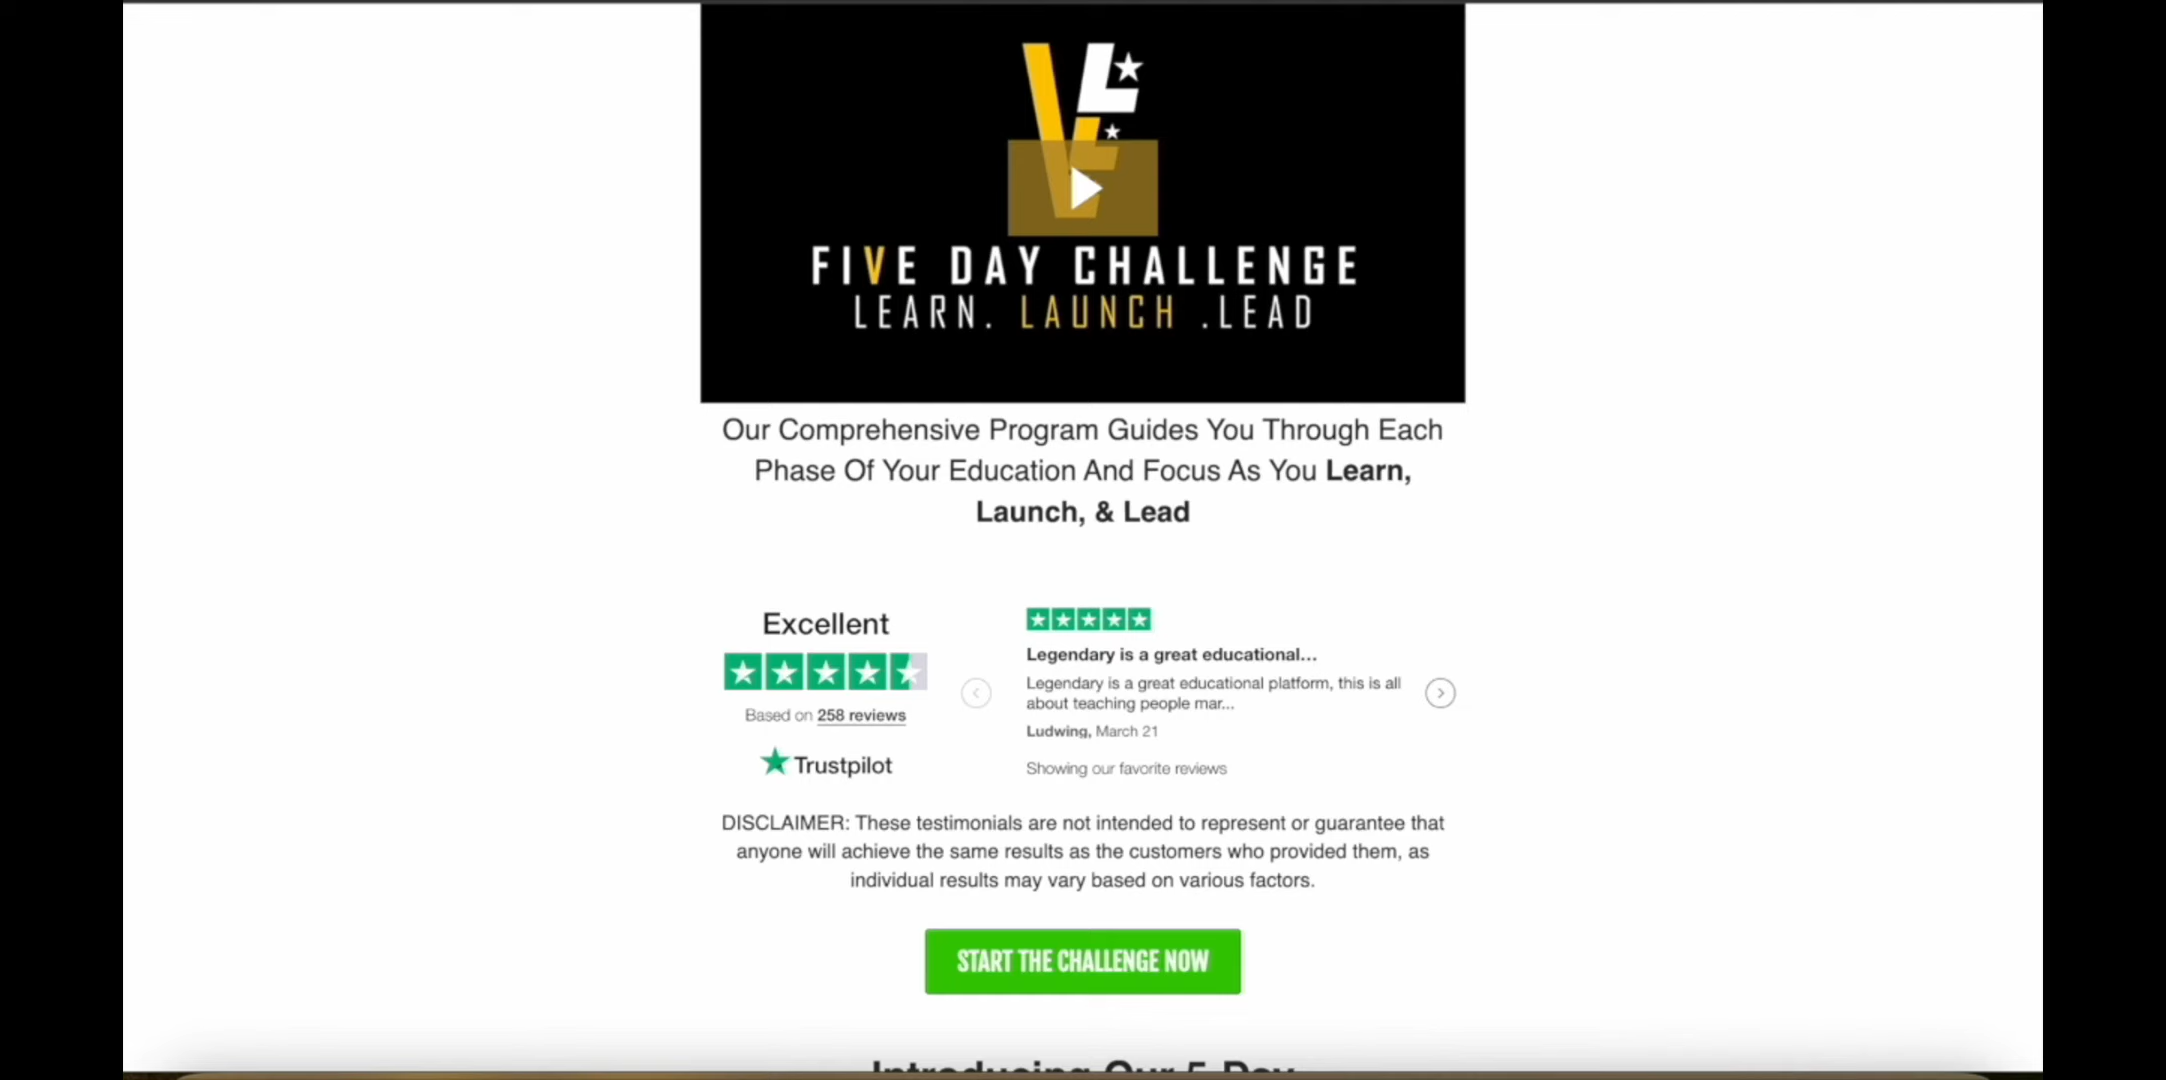 FIVE DAY CHALLENGE
LEARN. LAUNCH .LEAD
Our Comprehensive Program Guides You Through Each
Phase Of Your Education And Focus As You Learn,
Launch, & Lead
Excellent
Based on 258 reviews
Trustpilot
Legendary is a great educational...
Legendary is a great educational platform, this is all
about teaching people mar...
Ludwing, March 21
Showing our favorite reviews
DISCLAIMER: These testimonials are not intended to represent or guarantee that
anyone will achieve the same results as the customers who provided them, as
individual results may vary based on various factors.
START THE CHALLENGE NOW
Introducing Our 5 Day